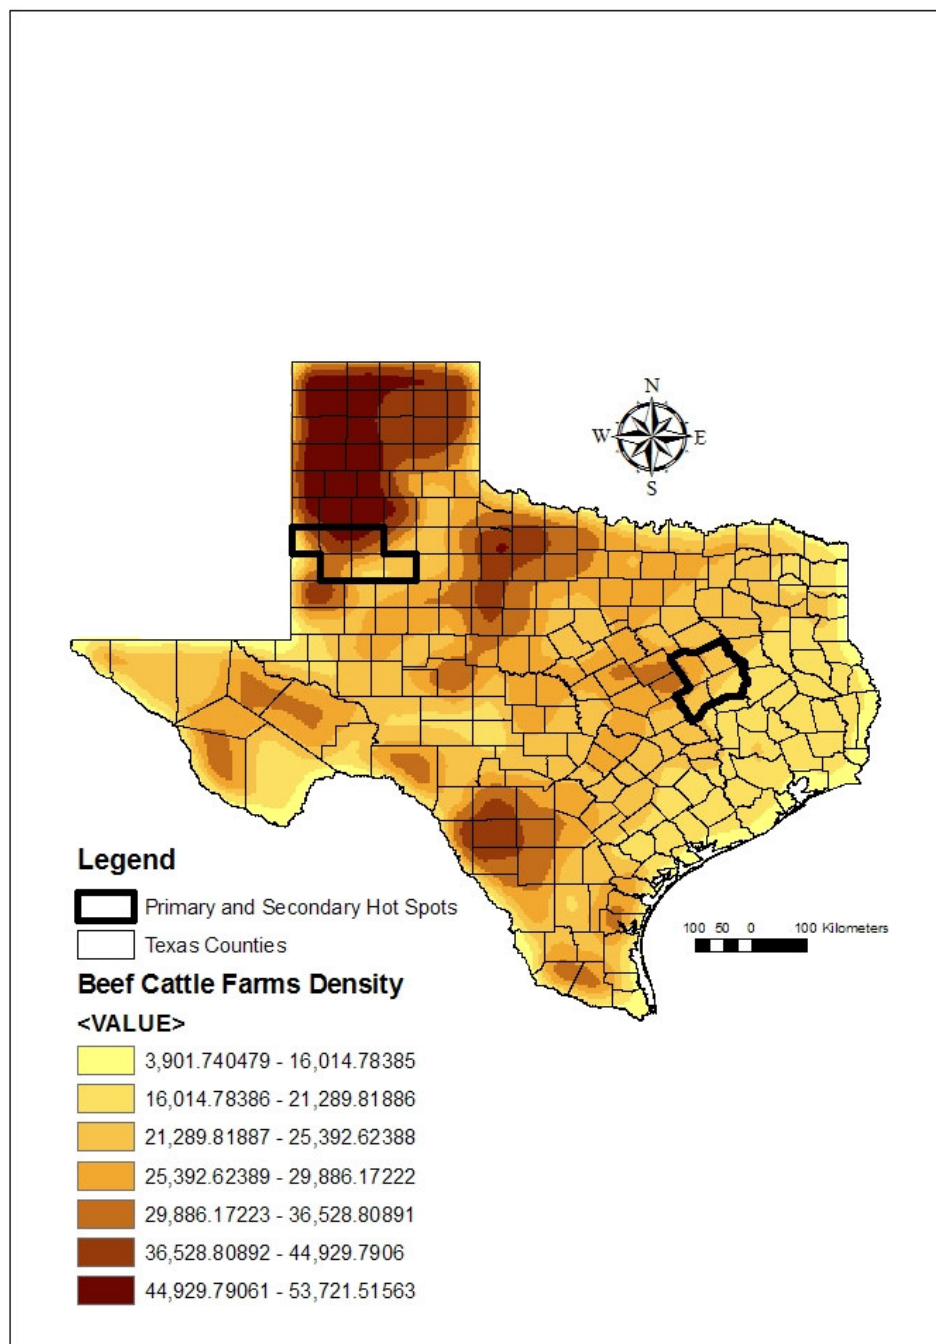 N
W E
S
Legend
Primary and Secondary Hot Spots
Texas Counties
100 50 0 100 Kilometers
Beef Cattle Farms Density
<VALUE>
3,901.740479 - 16,014.78385
16,014.78386 - 21,289.81886
21,289.81887 - 25,392.62388
25,392.62389 - 29,886.17222
29,886.17223 - 36,528.80891
36,528.80892 - 44,929.7906
44,929.79061 - 53,721.51563